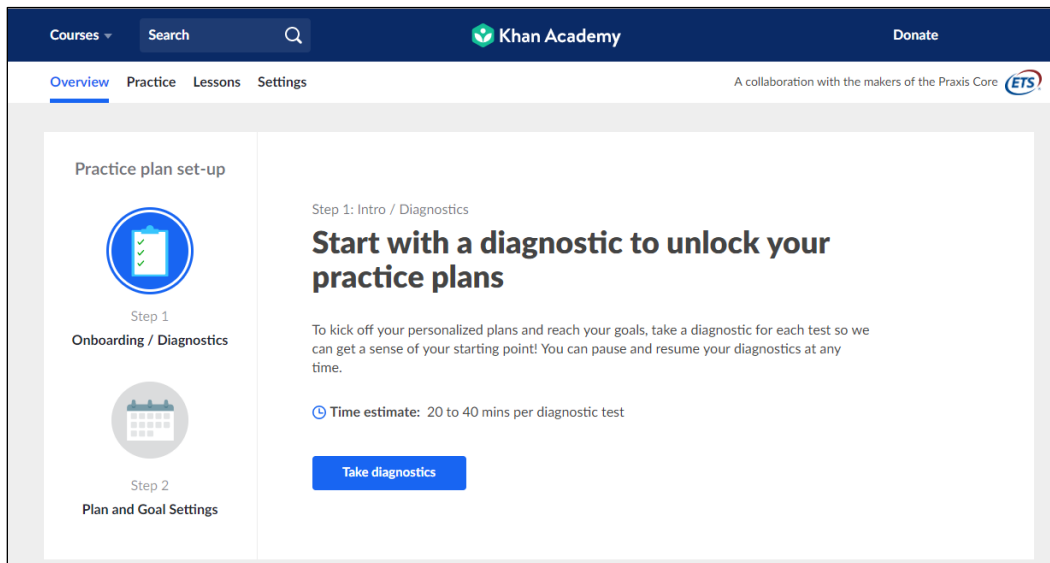 Courses Search Khan Academy Donate
Overview Practice Lessons Settings A collaboration with the makers of the Praxis Core ETS
Practice plan set-up
Step 1
Onboarding / Diagnostics
Step 2
Plan and Goal Settings
Step 1: Intro / Diagnostics
Start with a diagnostic to unlock your
practice plans
To kick off your personalized plans and reach your goals, take a diagnostic for each test so we
can get a sense of your starting point! You can pause and resume your diagnostics at any
time.
Time estimate: 20 to 40 mins per diagnostic test
Take diagnostics